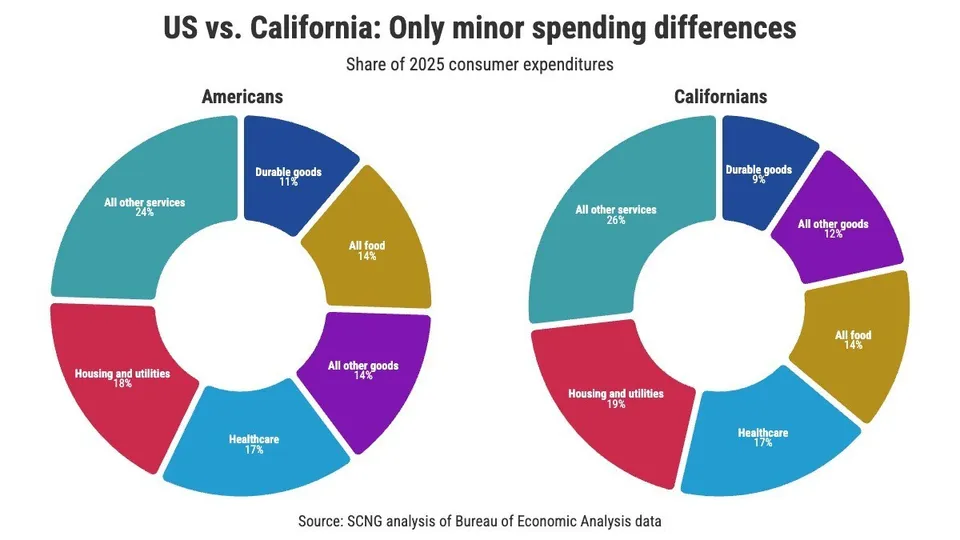 US vs. California: Only minor spending differences
Share of 2025 consumer expenditures
Americans
Durable goods
11%
All food
14%
All other goods
14%
Healthcare
17%
Housing and utilities
18%
All other services
24%
Californians
Durable goods
9%
All other goods
12%
All food
14%
Healthcare
17%
Housing and utilities
19%
All other services
26%
Source: SCNG analysis of Bureau of Economic Analysis data